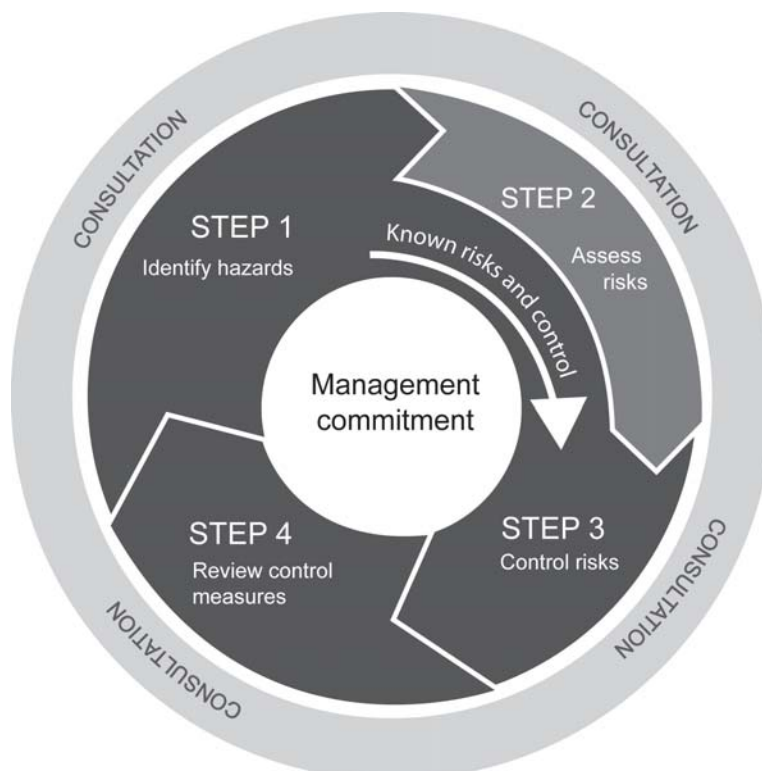 CONSULTATION
CONSULTATION
STEP 1
Identify hazards
STEP 2
Assess
risks
Known risks and control
Management
commitment
STEP 3
Control risks
STEP 4
Review control
measures
CONSULTATION
CONSULTATION